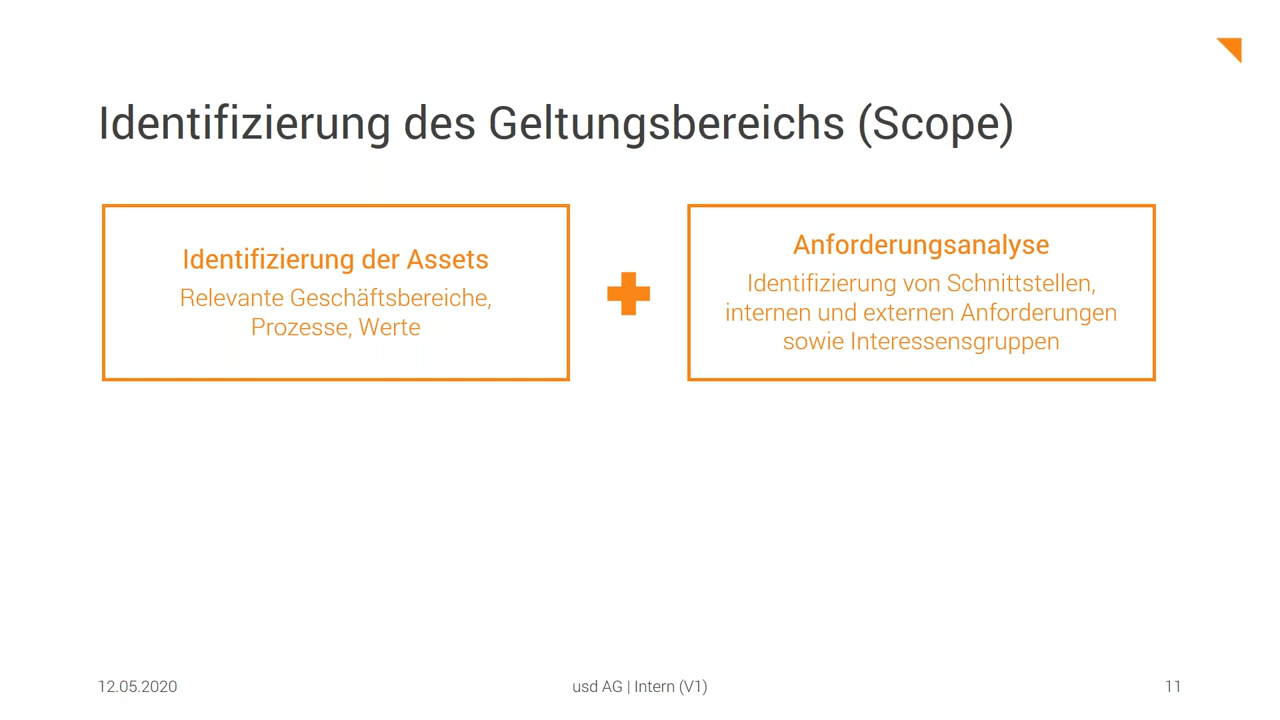 Identifizierung des Geltungsbereichs (Scope)
Identifizierung der Assets
Relevante Geschäftsbereiche,
Prozesse, Werte
Anforderungsanalyse
Identifizierung von Schnittstellen,
internen und externen Anforderungen
sowie Interessensgruppen
12.05.2020
usd AG | Intern (V1)
11